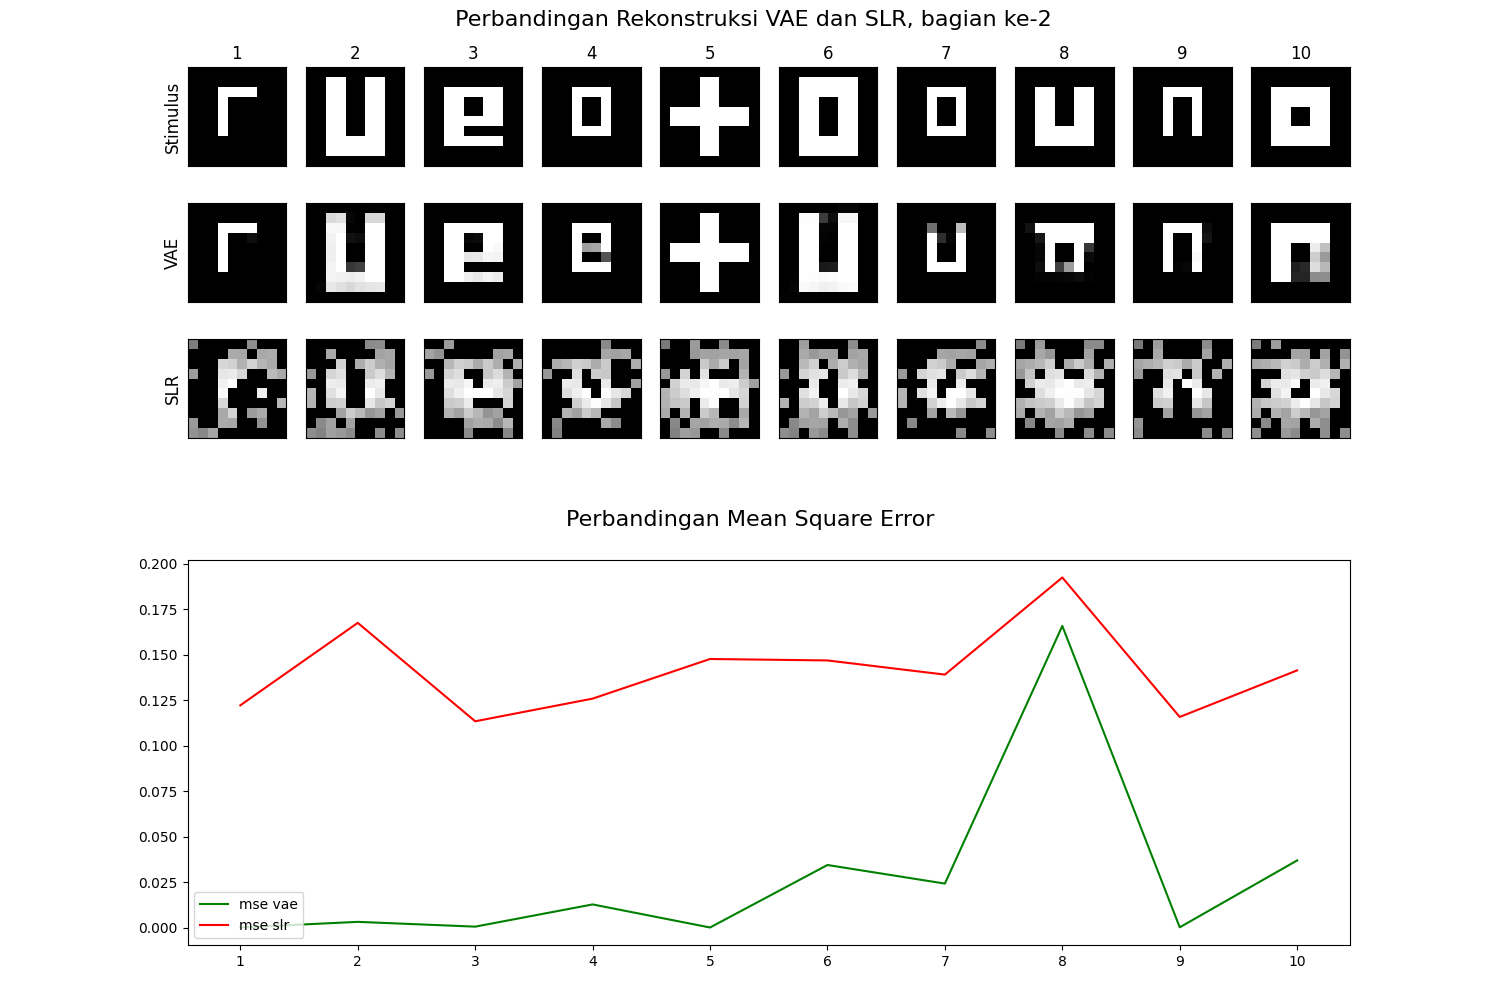 Perbandingan Rekonstruksi VAE dan SLR, bagian ke-2
1 2 3 4 5 6 7 8 9 10
Stimulus
VAE
SLR
Perbandingan Mean Square Error
0.200
0.175
0.150
0.125
0.100
0.075
0.050
0.025
0.000
mse vae
mse slr
1 2 3 4 5 6 7 8 9 10